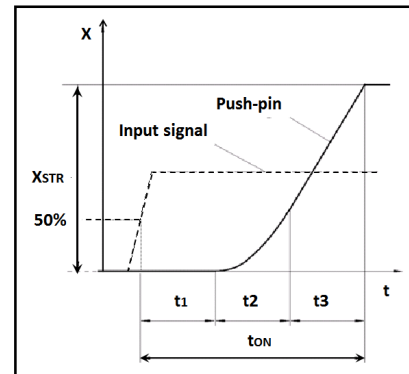 X
Push-pin
Input signal
XSTR
50%
t
t1 t2 t3
tON